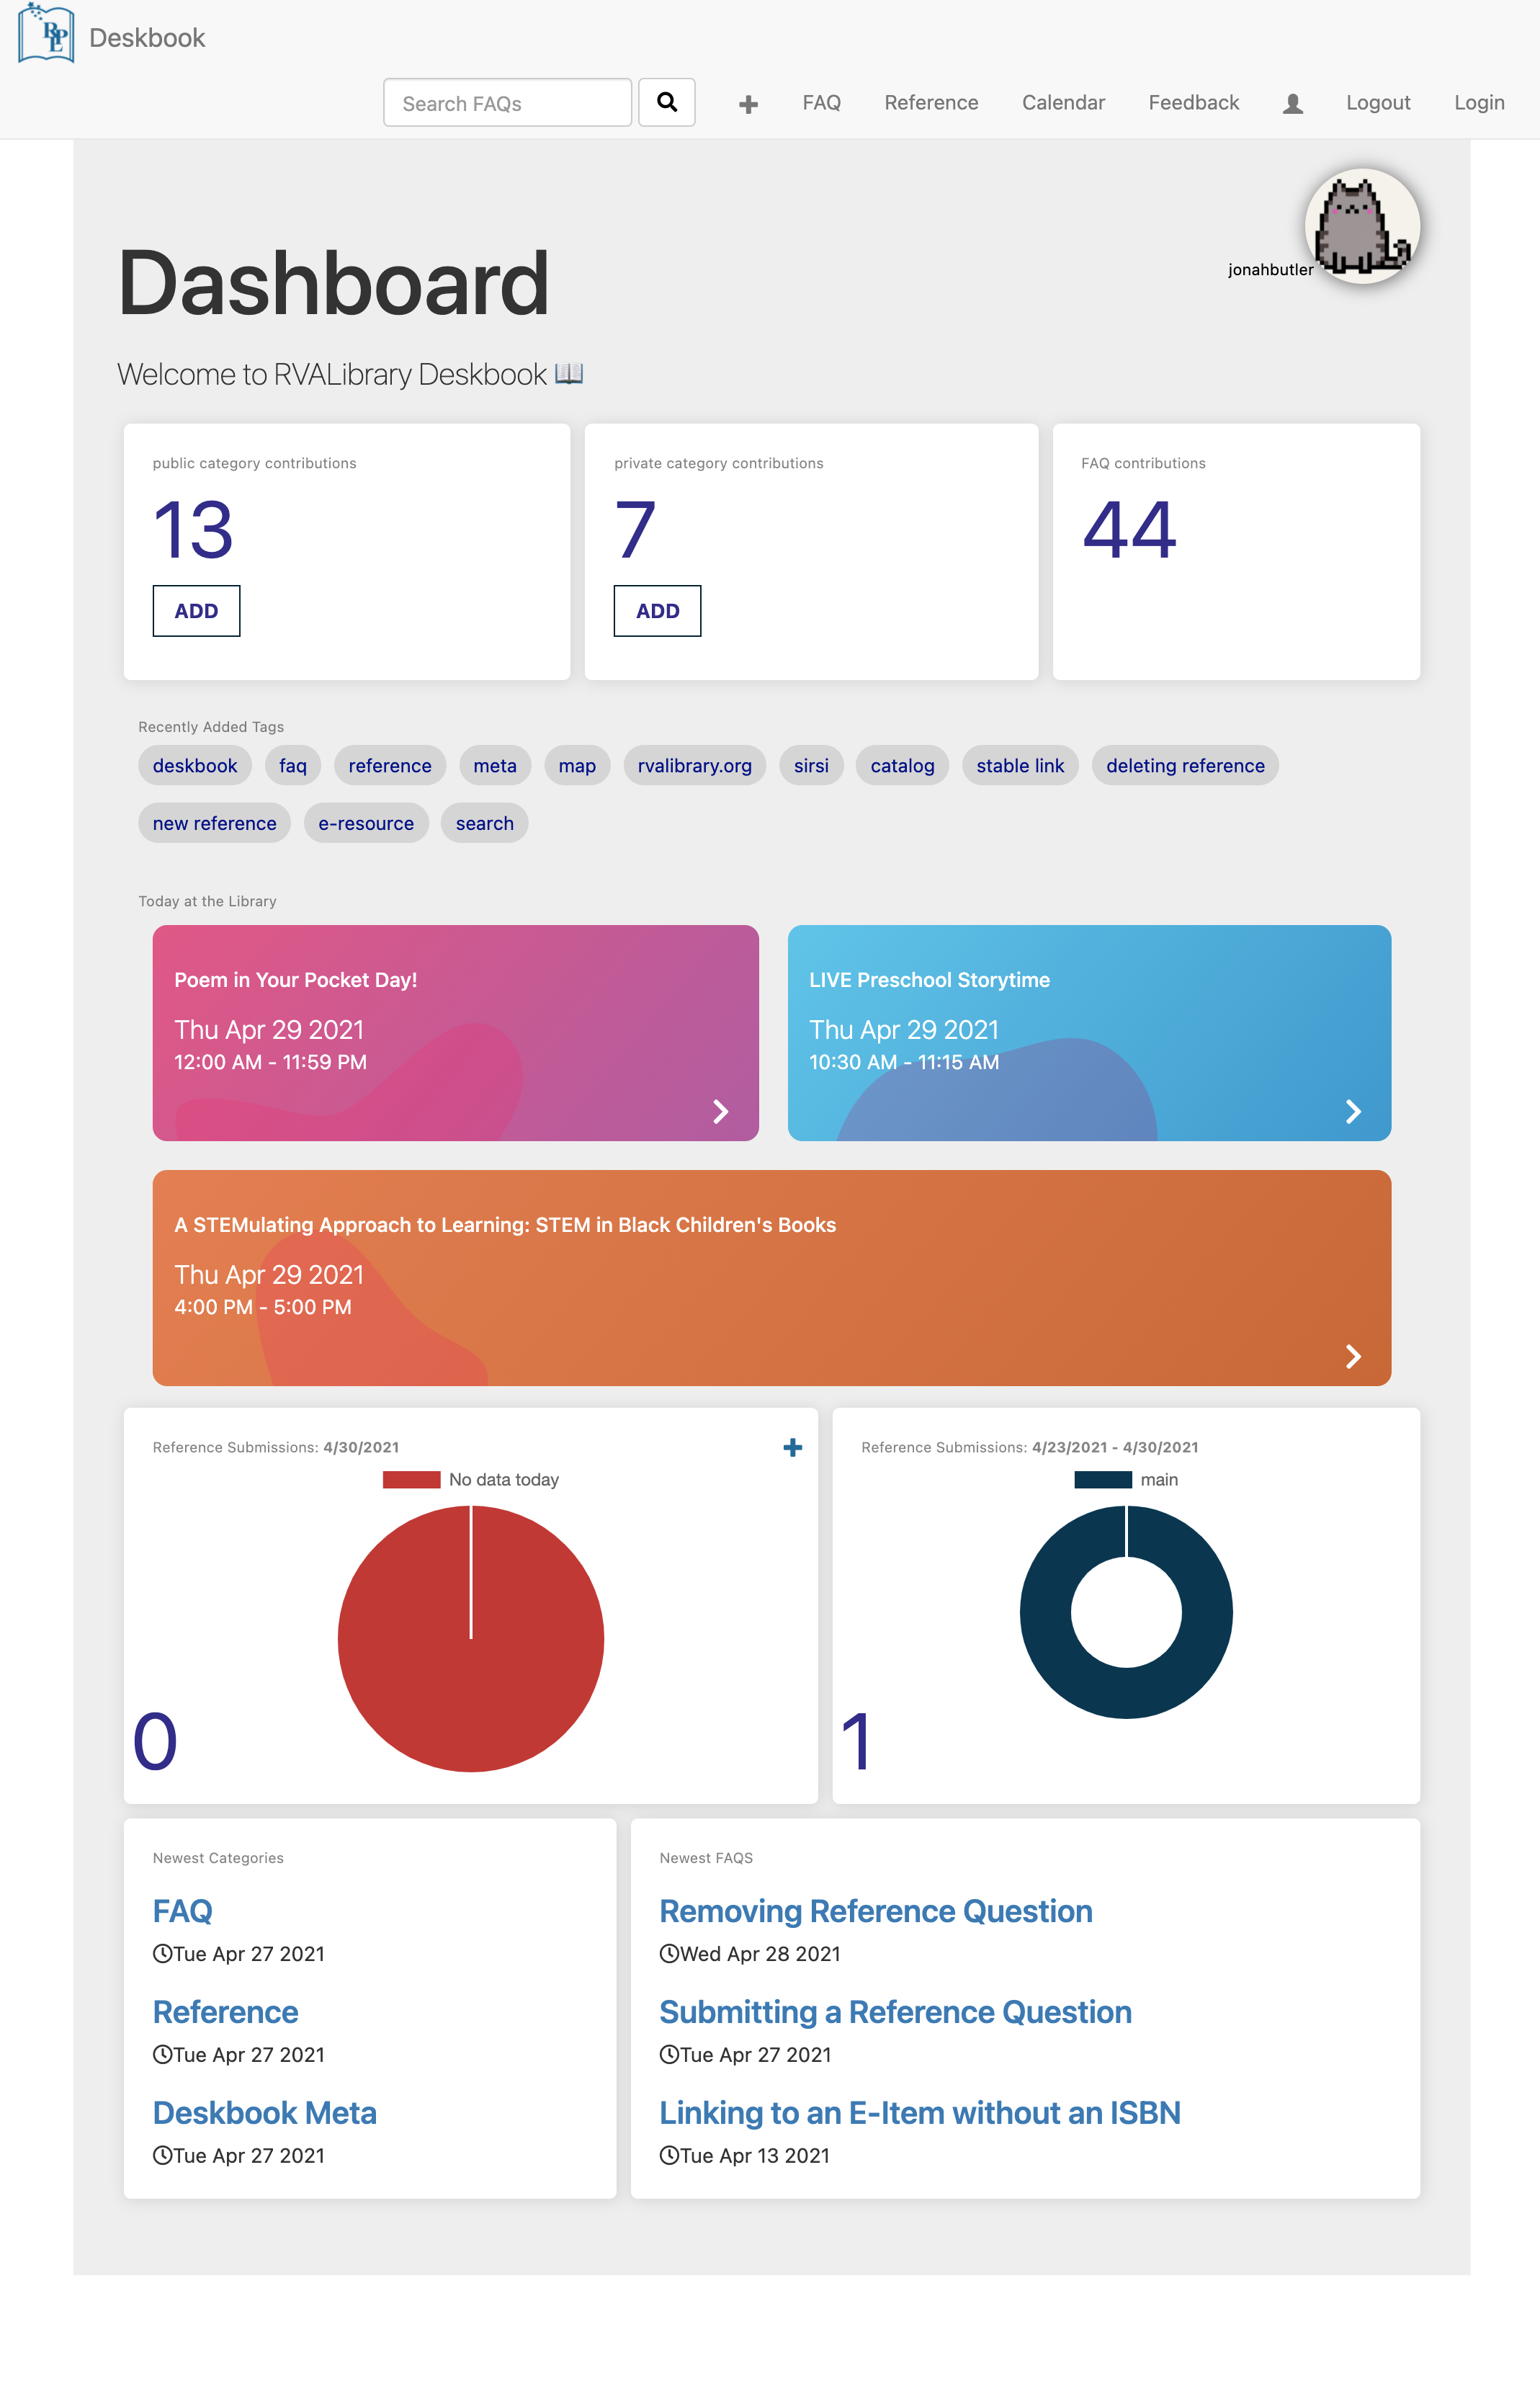 RPL Deskbook
Search FAQs FAQ Reference Calendar Feedback Logout Login
jonahbutler
Dashboard
Welcome to RVALibrary Deskbook
public category contributions
13
ADD
private category contributions
7
ADD
FAQ contributions
44
Recently Added Tags
deskbook faq reference meta map rvalibrary.org sirsi catalog stable link deleting reference
new reference e-resource search
Today at the Library
Poem in Your Pocket Day!
Thu Apr 29 2021
12:00 AM - 11:59 PM
LIVE Preschool Storytime
Thu Apr 29 2021
10:30 AM - 11:15 AM
A STEMulating Approach to Learning: STEM in Black Children's Books
Thu Apr 29 2021
4:00 PM - 5:00 PM
Reference Submissions: 4/30/2021
No data today
0
Reference Submissions: 4/23/2021 - 4/30/2021
main
1
Newest Categories
FAQ
Tue Apr 27 2021
Reference
Tue Apr 27 2021
Deskbook Meta
Tue Apr 27 2021
Newest FAQS
Removing Reference Question
Wed Apr 28 2021
Submitting a Reference Question
Tue Apr 27 2021
Linking to an E-Item without an ISBN
Tue Apr 13 2021